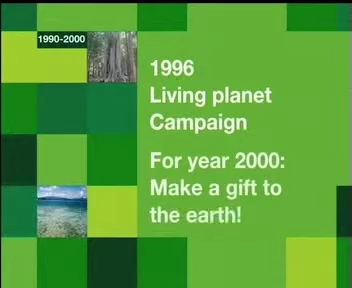 1990-2000
1996
Living planet
Campaign
For year 2000:
Make a gift to
the earth!